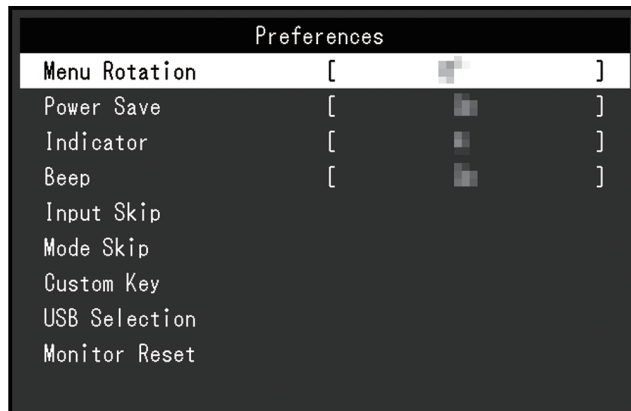 Preferences
Menu Rotation [ ]
Power Save [ ]
Indicator [ ]
Beep [ ]
Input Skip
Mode Skip
Custom Key
USB Selection
Monitor Reset